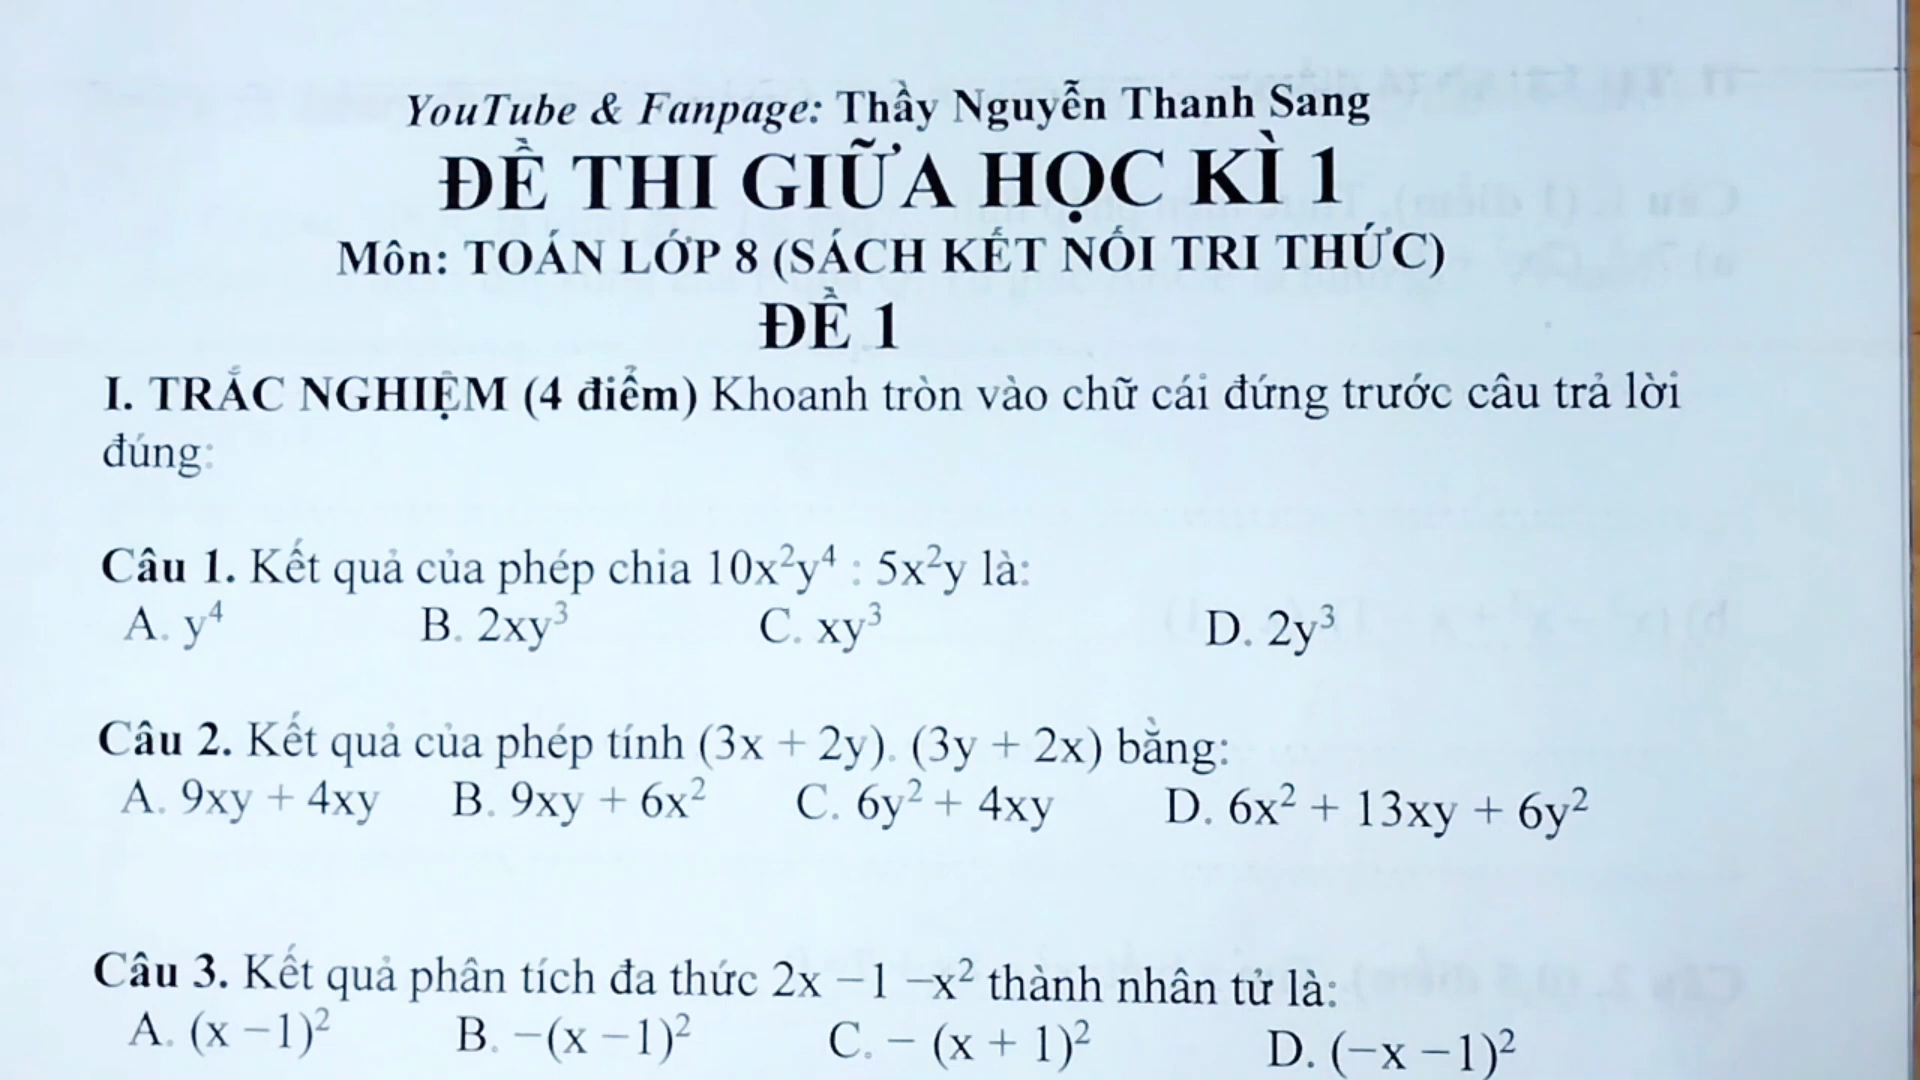 YouTube & Fanpage: Thầy Nguyễn Thanh Sang
ĐỀ THI GIỮA HỌC KÌ 1
Môn: TOÁN LỚP 8 (SÁCH KẾT NỐI TRI THỨC)
ĐỀ 1
I. TRẮC NGHIỆM (4 điểm) Khoanh tròn vào chữ cái đứng trước câu trả lời
đúng:
Câu 1. Kết quả của phép chia 10x²y⁴ : 5x²y là:
A. y⁴ B. 2xy³ C. xy³ D. 2y³
Câu 2. Kết quả của phép tính (3x + 2y). (3y + 2x) bằng:
A. 9xy + 4xy B. 9xy + 6x² C. 6y² + 4xy D. 6x² + 13xy + 6y²
Câu 3. Kết quả phân tích đa thức 2x −1 −x² thành nhân tử là:
A. (x −1)² B. −(x −1)² C. − (x + 1)² D. (−x −1)²